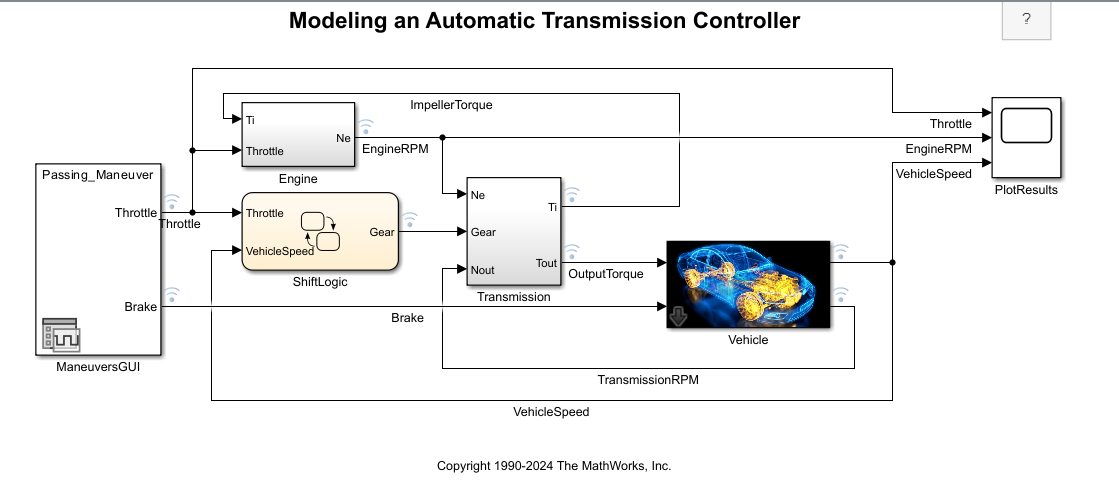 Modeling an Automatic Transmission Controller
?
ImpellerTorque
Ti
Throttle
Ne
EngineRPM
Engine
Throttle
EngineRPM
VehicleSpeed
PlotResults
Passing_Maneuver
Throttle
Throttle
Brake
ManeuversGUI
Throttle
VehicleSpeed
Gear
ShiftLogic
Ne
Gear
Nout
Ti
Tout
Transmission
OutputTorque
Brake
Vehicle
TransmissionRPM
VehicleSpeed
Copyright 1990-2024 The MathWorks, Inc.